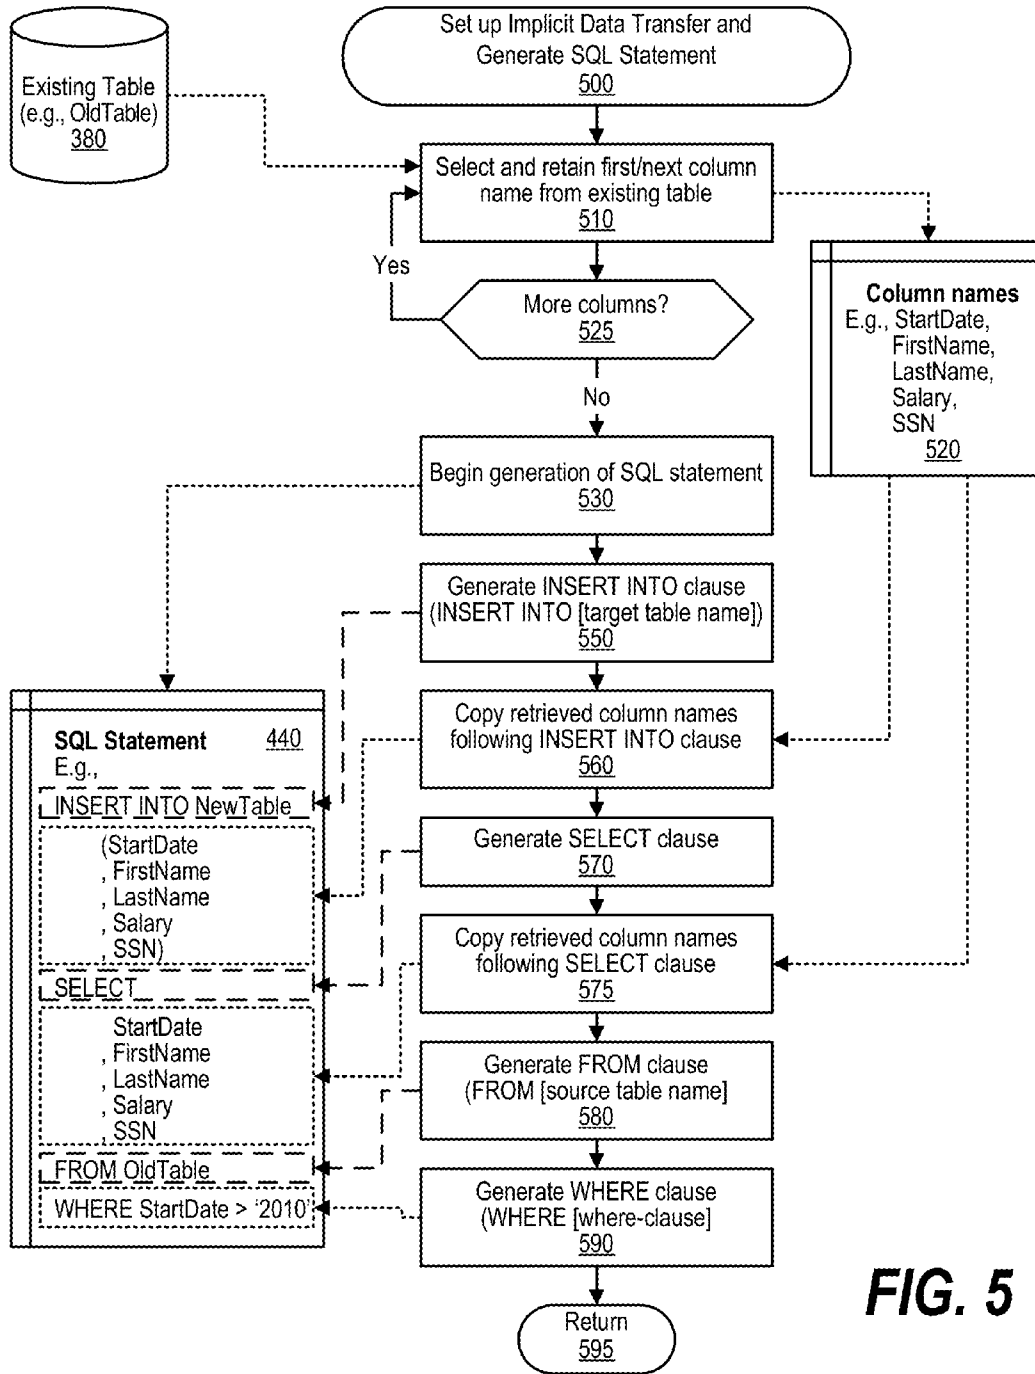 Set up Implicit Data Transfer and
Generate SQL Statement
500
Existing Table
(e.g., OldTable)
380
Select and retain first/next column
name from existing table
510
Yes
More columns?
525
No
Column names
E.g., StartDate,
FirstName,
LastName,
Salary,
SSN
520
Begin generation of SQL statement
530
Generate INSERT INTO clause
(INSERT INTO [target table name])
550
Copy retrieved column names
following INSERT INTO clause
560
Generate SELECT clause
570
Copy retrieved column names
following SELECT clause
575
Generate FROM clause
(FROM [source table name]
580
Generate WHERE clause
(WHERE [where-clause]
590
Return
595
SQL Statement 440
E.g.,
INSERT INTO NewTable
(StartDate
, FirstName
, LastName
, Salary
, SSN)
SELECT
StartDate
, FirstName
, LastName
, Salary
, SSN
FROM OldTable
WHERE StartDate > '2010'
FIG. 5